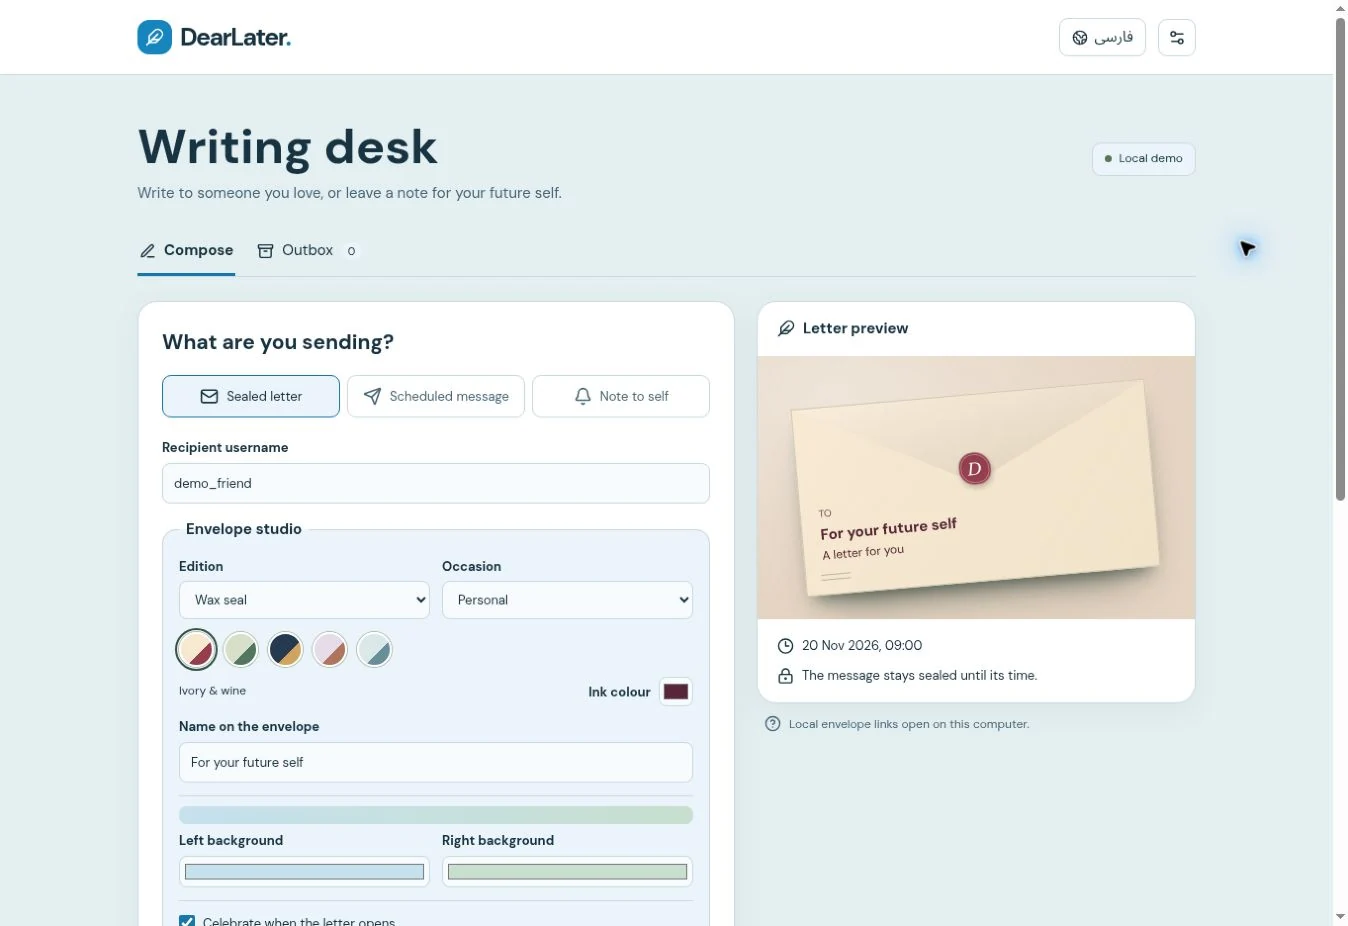 DearLater.
فارسی
Writing desk
Write to someone you love, or leave a note for your future self.
Local demo
Compose
Outbox 0
What are you sending?
Sealed letter
Scheduled message
Note to self
Recipient username
demo_friend
Envelope studio
Edition
Occasion
Wax seal
Personal
Ivory & wine
Ink colour
Name on the envelope
For your future self
Left background
Right background
Celebrate when the letter opens
Letter preview
D
TO
For your future self
A letter for you
20 Nov 2026, 09:00
The message stays sealed until its time.
Local envelope links open on this computer.